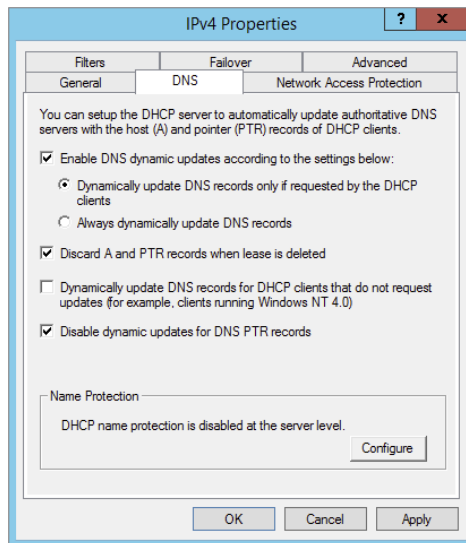 IPv4 Properties
?
x
Filters
Failover
Advanced
General
DNS
Network Access Protection
You can setup the DHCP server to automatically update authoritative DNS
servers with the host (A) and pointer (PTR) records of DHCP clients.
Enable DNS dynamic updates according to the settings below:
Dynamically update DNS records only if requested by the DHCP
clients
Always dynamically update DNS records
Discard A and PTR records when lease is deleted
Dynamically update DNS records for DHCP clients that do not request
updates (for example, clients running Windows NT 4.0)
Disable dynamic updates for DNS PTR records
Name Protection
DHCP name protection is disabled at the server level.
Configure
OK
Cancel
Apply